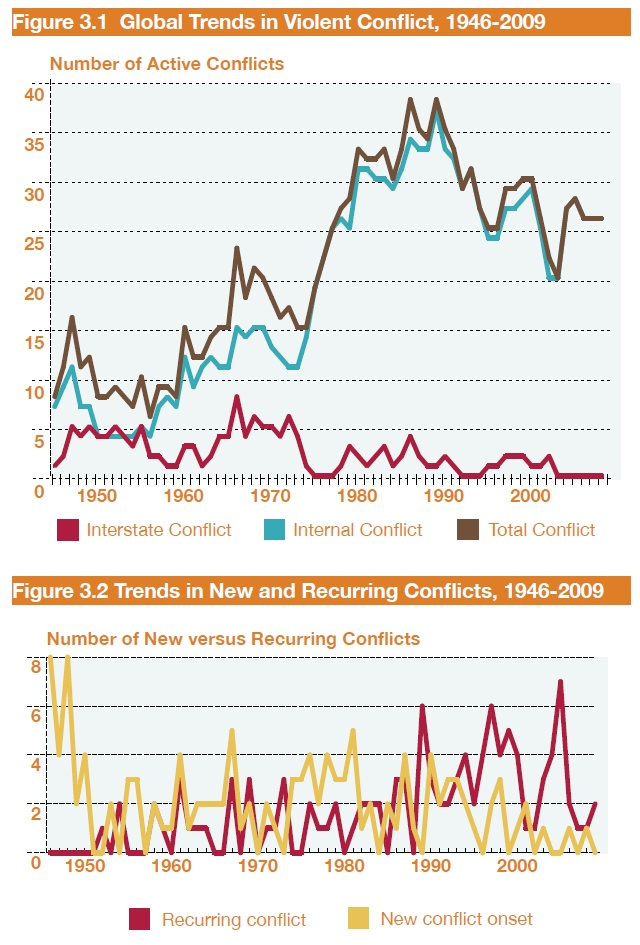 Figure 3.1 Global Trends in Violent Conflict, 1946-2009
Number of Active Conflicts
40
35
30
25
20
15
10
5
0
1950 1960 1970 1980 1990 2000
Interstate Conflict Internal Conflict Total Conflict
Figure 3.2 Trends in New and Recurring Conflicts, 1946-2009
Number of New versus Recurring Conflicts
8
6
4
2
0
1950 1960 1970 1980 1990 2000
Recurring conflict New conflict onset